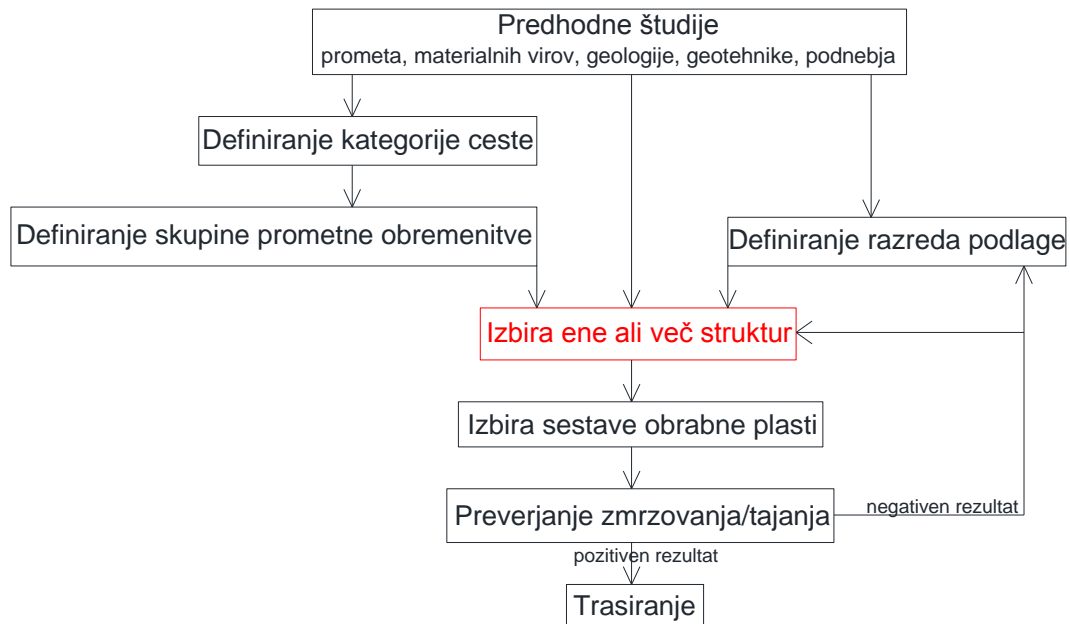 Predhodne študije
prometa, materialnih virov, geologije, geotehnike, podnebja
Definiranje kategorije ceste
Definiranje skupine prometne obremenitve
Definiranje razreda podlage
Izbira ene ali več struktur
Izbira sestave obrabne plasti
Preverjanje zmrzovanja/tajanja
negativen rezultat
pozitiven rezultat
Trasiranje